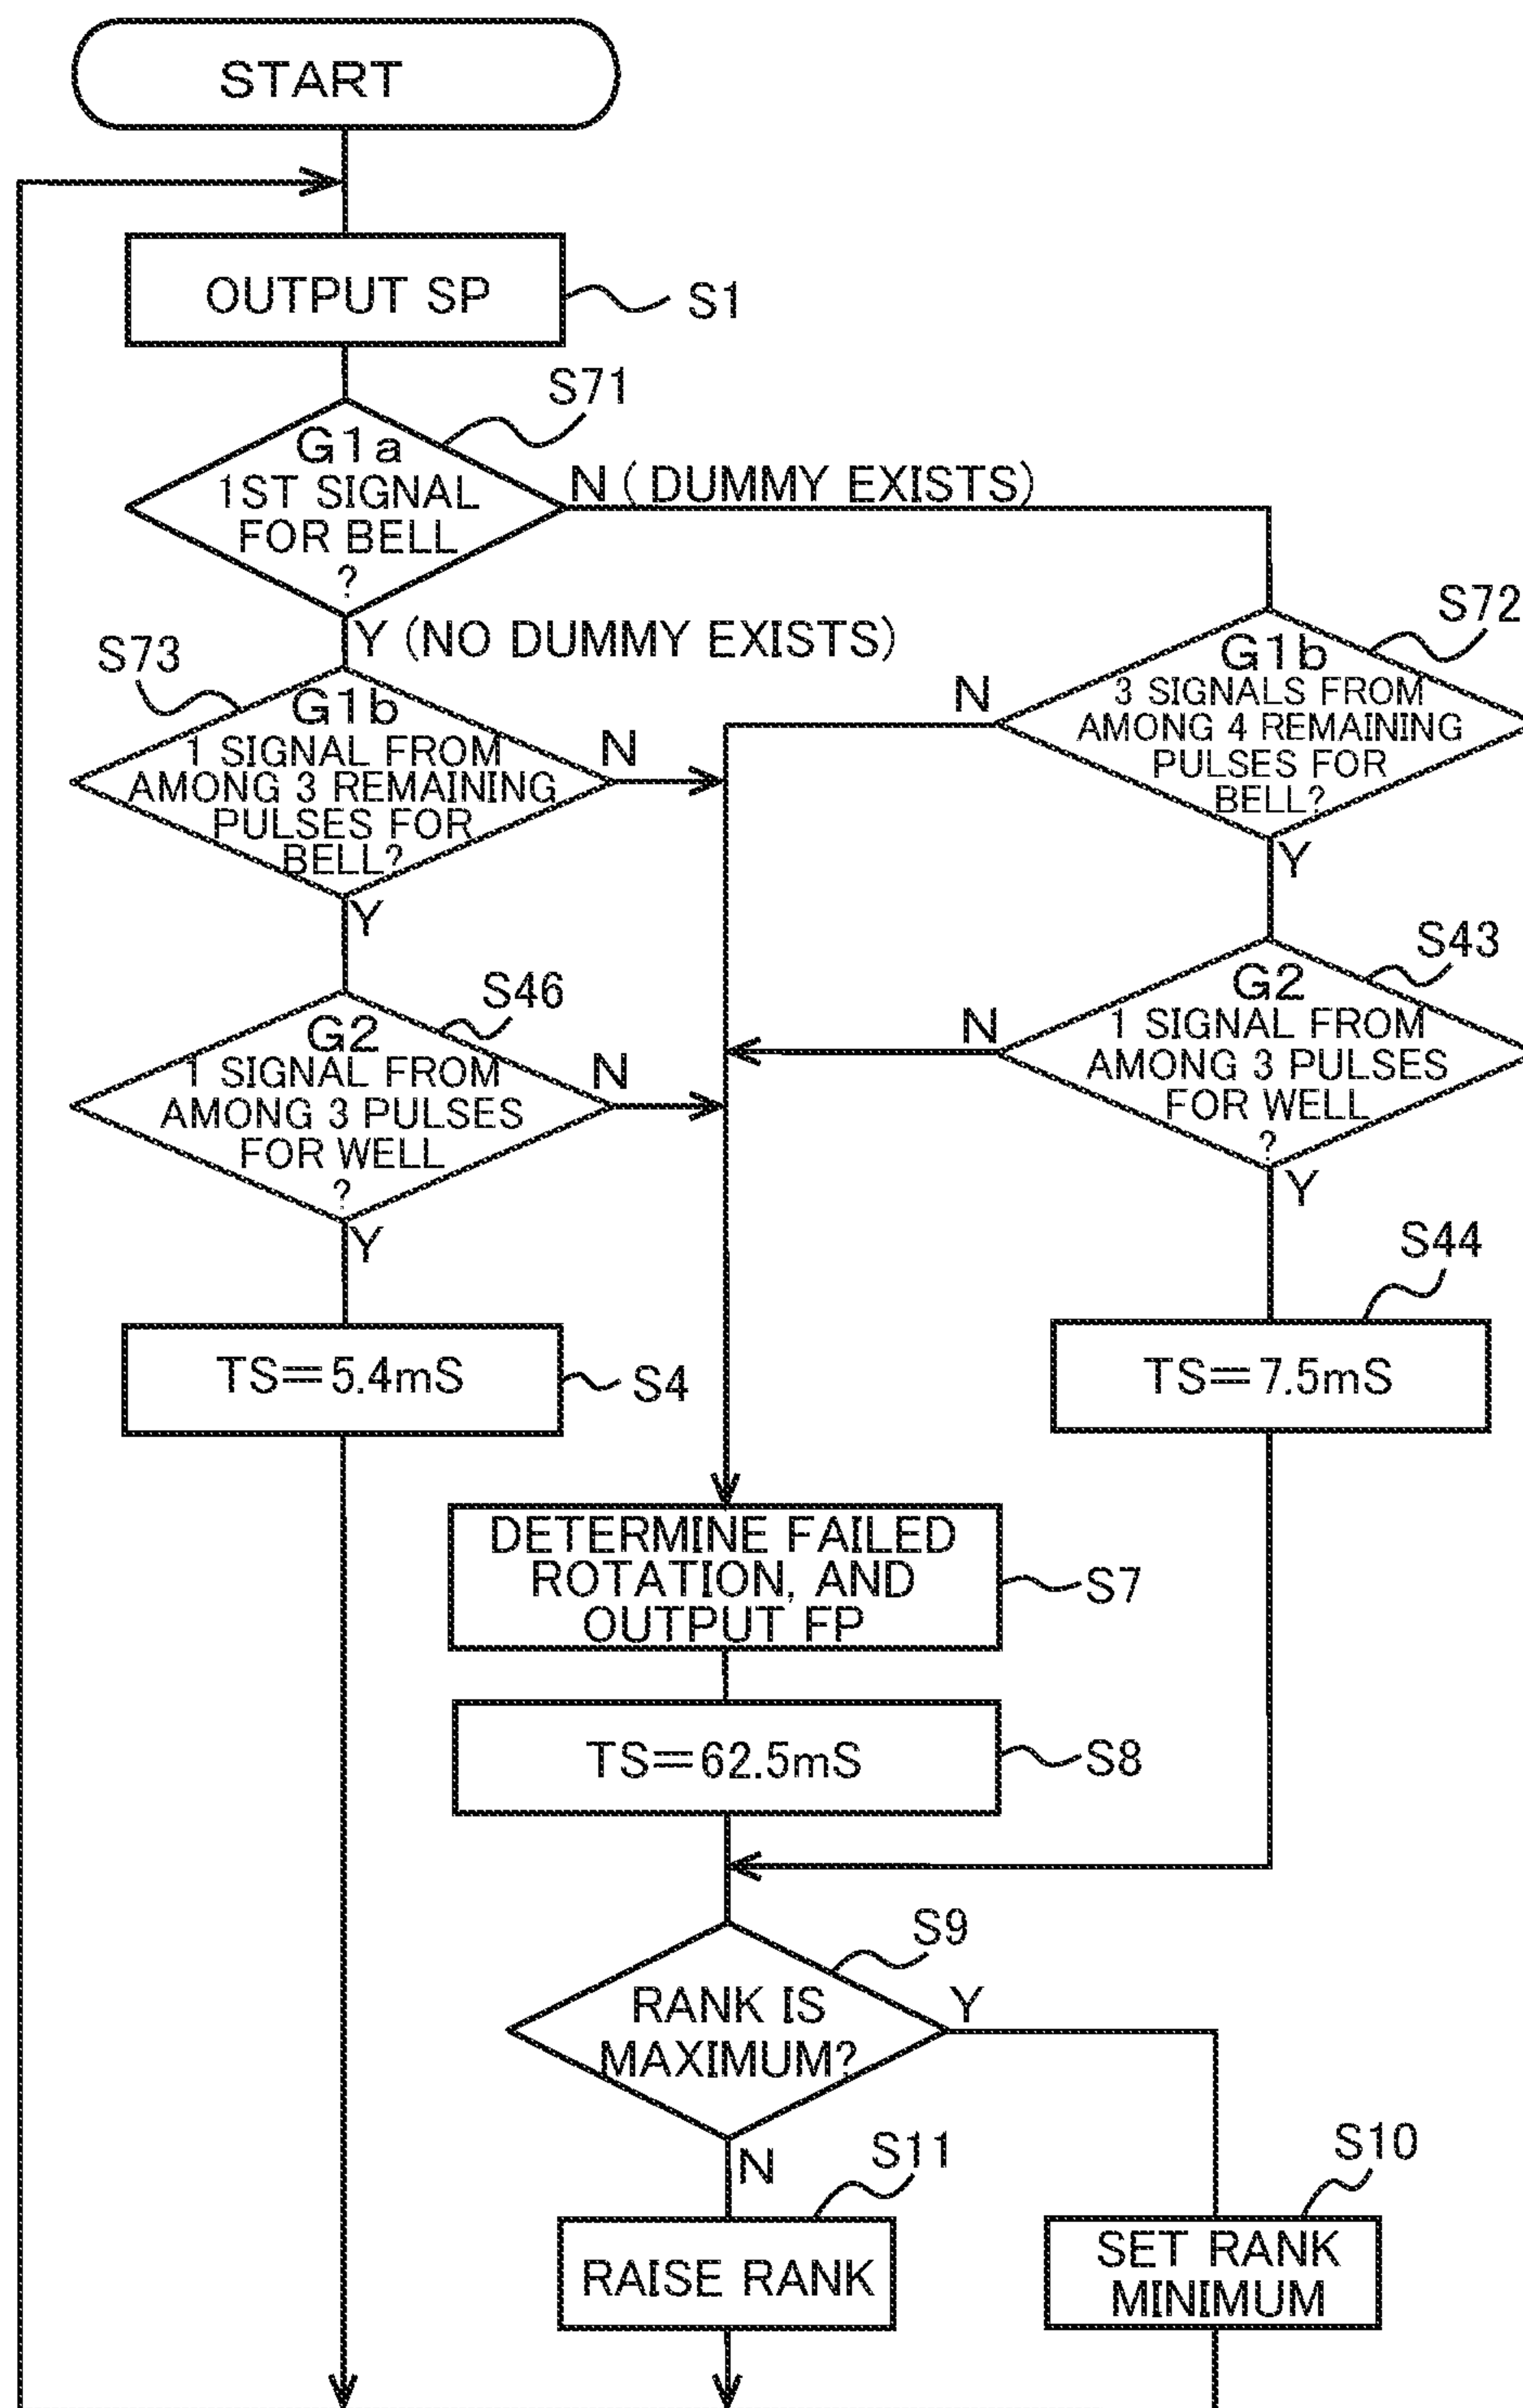 START
OUTPUT SP
S1
S71
G1a
1ST SIGNAL
FOR BELL
?
N (DUMMY EXISTS)
Y (NO DUMMY EXISTS)
S72
G1b
3 SIGNALS FROM
AMONG 4 REMAINING
PULSES FOR
BELL?
N
Y
S73
G1b
1 SIGNAL FROM
AMONG 3 REMAINING
PULSES FOR
BELL?
N
Y
S43
G2
1 SIGNAL FROM
AMONG 3 PULSES
FOR WELL
?
N
Y
S46
G2
1 SIGNAL FROM
AMONG 3 PULSES
FOR WELL
?
N
Y
S44
TS=7.5mS
TS=5.4mS
S4
DETERMINE FAILED
ROTATION, AND
OUTPUT FP
S7
TS=62.5mS
S8
S9
RANK IS
MAXIMUM?
Y
N
S11
RAISE RANK
S10
SET RANK
MINIMUM